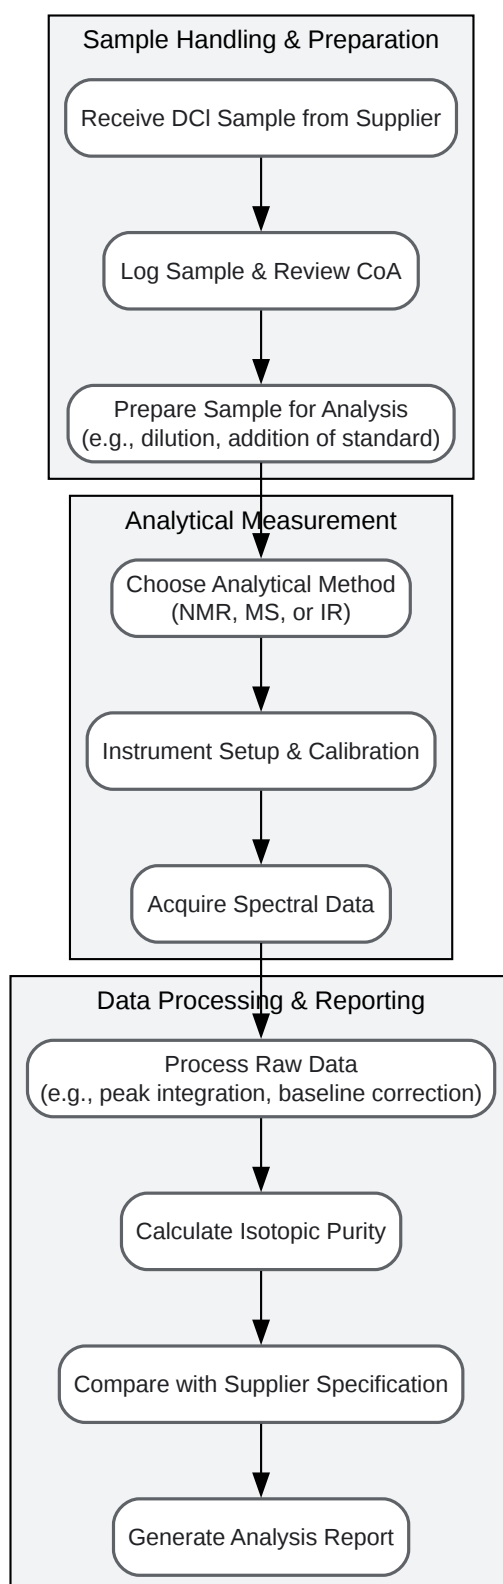 Sample Handling & Preparation
Receive DCl Sample from Supplier
Log Sample & Review CoA
Prepare Sample for Analysis
(e.g., dilution, addition of standard)
Analytical Measurement
Choose Analytical Method
(NMR, MS, or IR)
Instrument Setup & Calibration
Acquire Spectral Data
Data Processing & Reporting
Process Raw Data
(e.g., peak integration, baseline correction)
Calculate Isotopic Purity
Compare with Supplier Specification
Generate Analysis Report